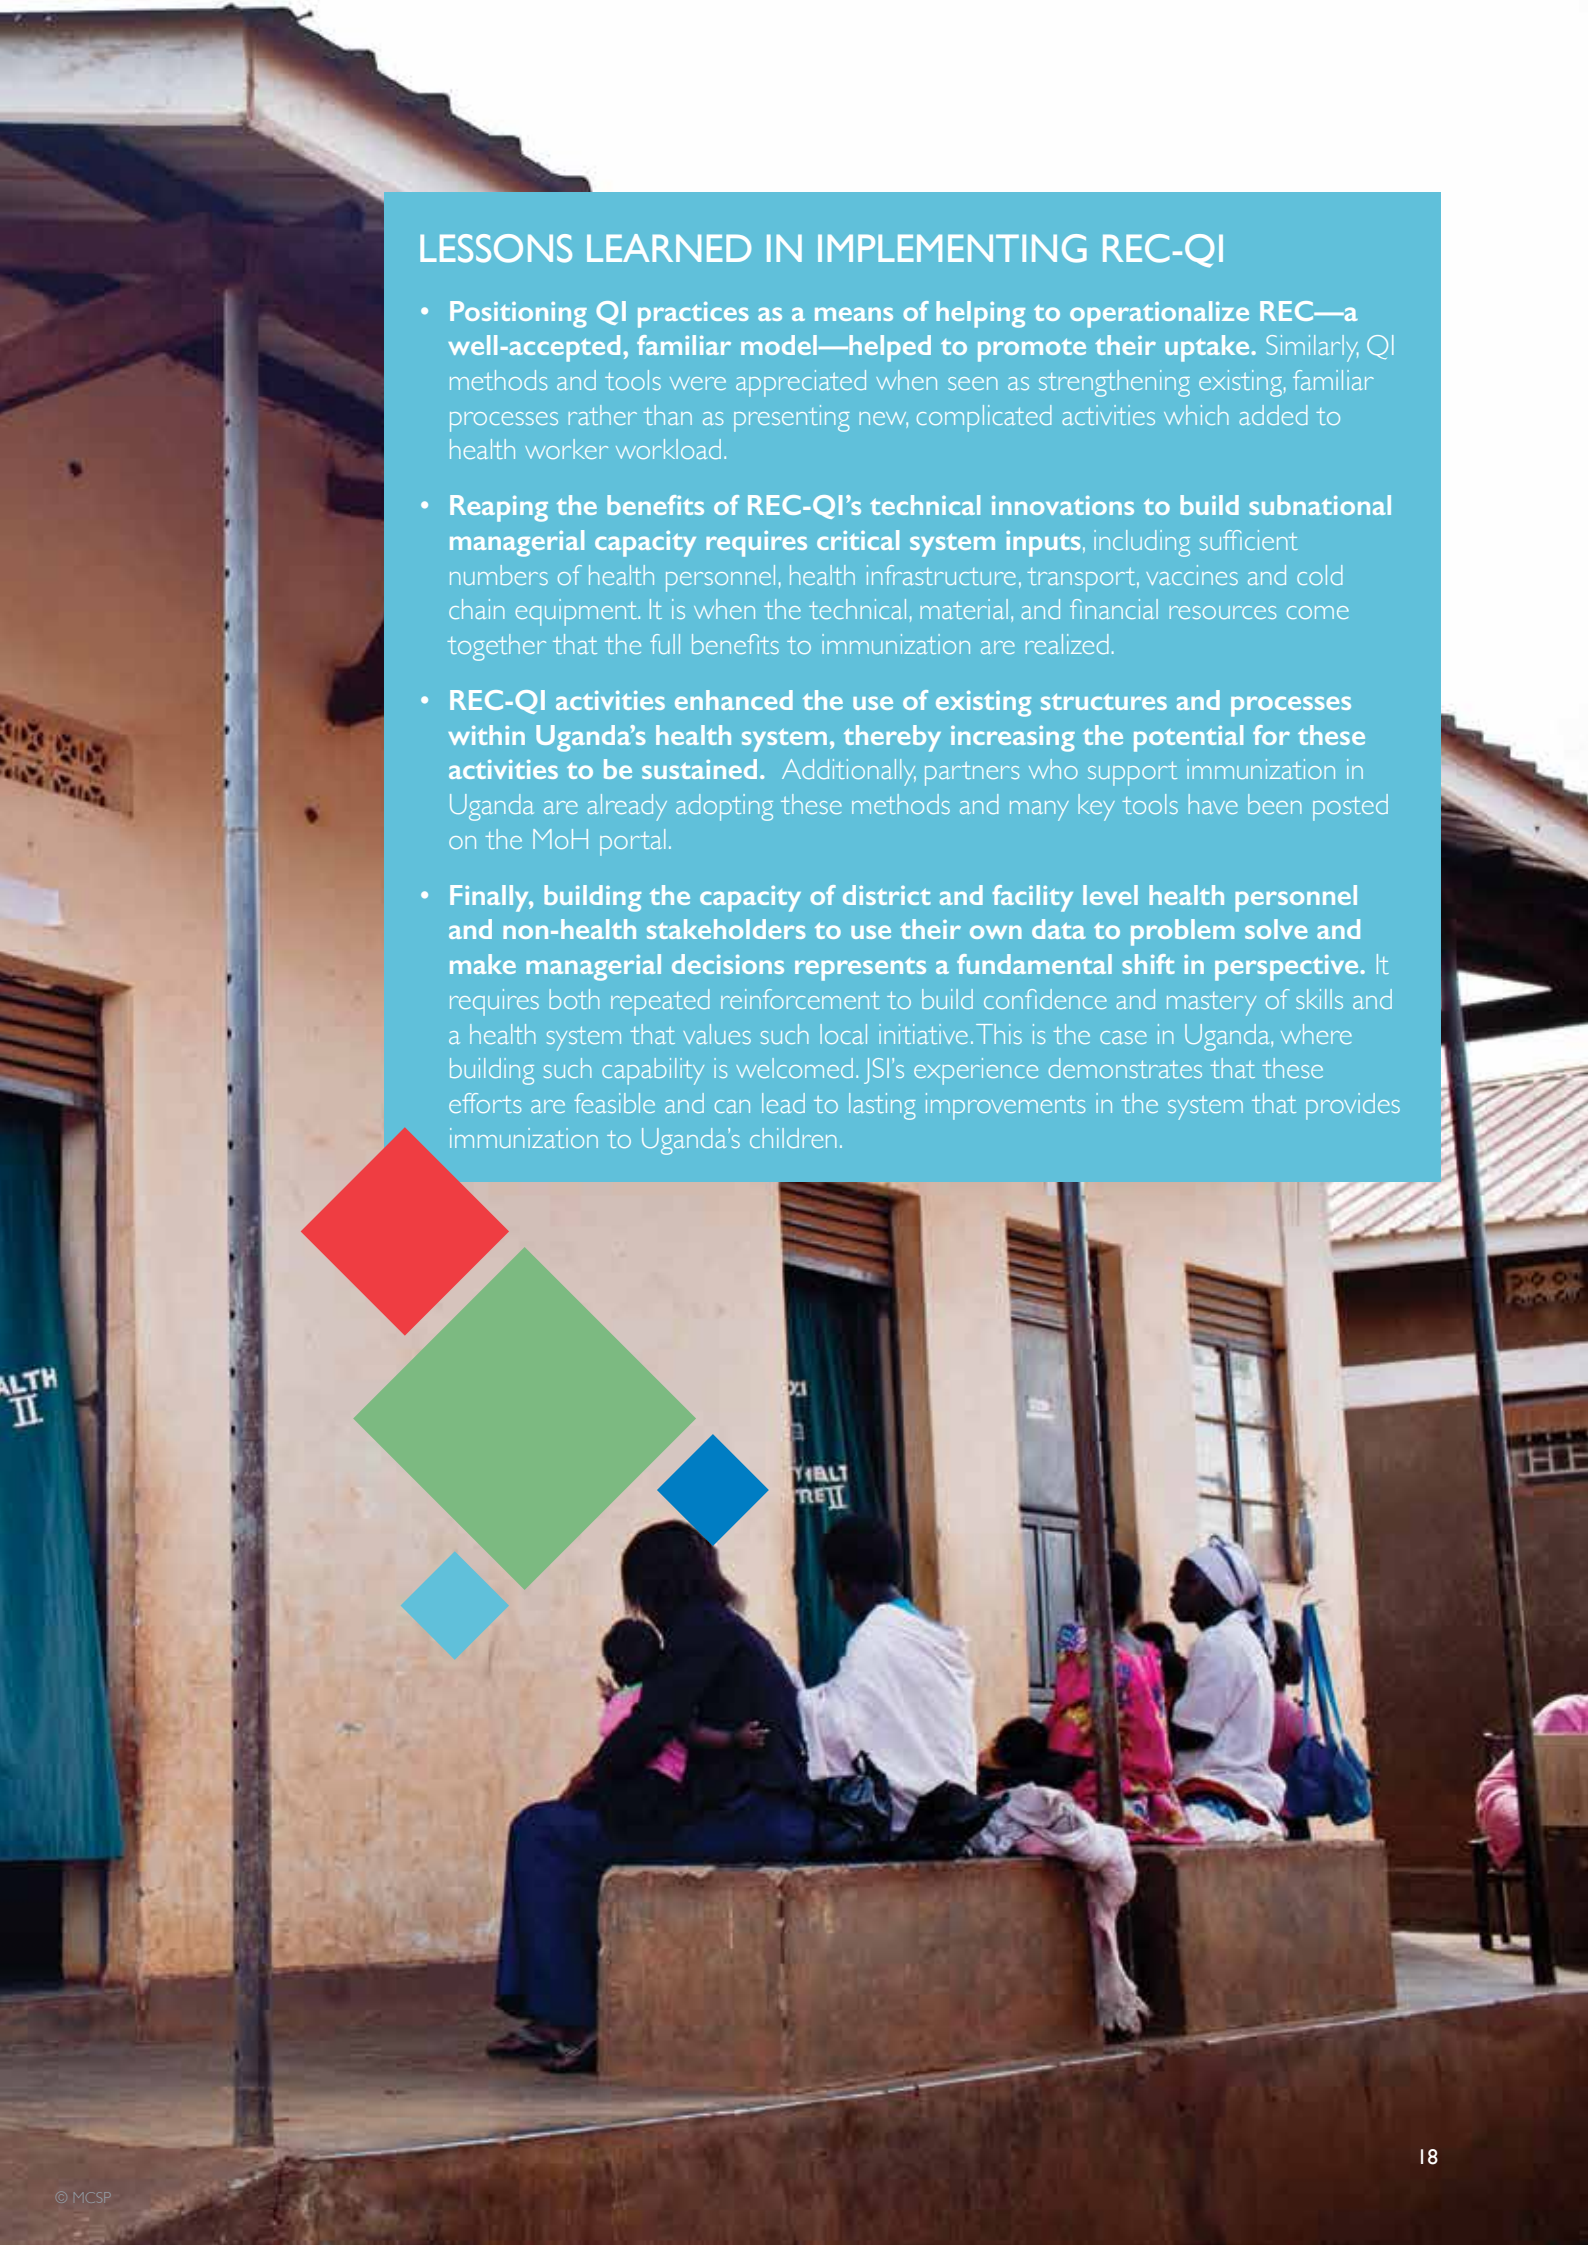 LESSONS LEARNED IN IMPLEMENTING REC-QI
• Positioning QI practices as a means of helping to operationalize REC—a
well-accepted, familiar model—helped to promote their uptake. Similarly, QI
methods and tools were appreciated when seen as strengthening existing, familiar
processes rather than as presenting new, complicated activities which added to
health worker workload.
• Reaping the benefits of REC-QI’s technical innovations to build subnational
managerial capacity requires critical system inputs, including sufficient
numbers of health personnel, health infrastructure, transport, vaccines and cold
chain equipment. It is when the technical, material, and financial resources come
together that the full benefits to immunization are realized.
• REC-QI activities enhanced the use of existing structures and processes
within Uganda’s health system, thereby increasing the potential for these
activities to be sustained. Additionally, partners who support immunization in
Uganda are already adopting these methods and many key tools have been posted
on the MoH portal.
• Finally, building the capacity of district and facility level health personnel
and non-health stakeholders to use their own data to problem solve and
make managerial decisions represents a fundamental shift in perspective. It
requires both repeated reinforcement to build confidence and mastery of skills and
a health system that values such local initiative. This is the case in Uganda, where
building such capability is welcomed. JSI’s experience demonstrates that these
efforts are feasible and can lead to lasting improvements in the system that provides
immunization to Uganda’s children.
ALTH
II
TRE II
18
© MCSP